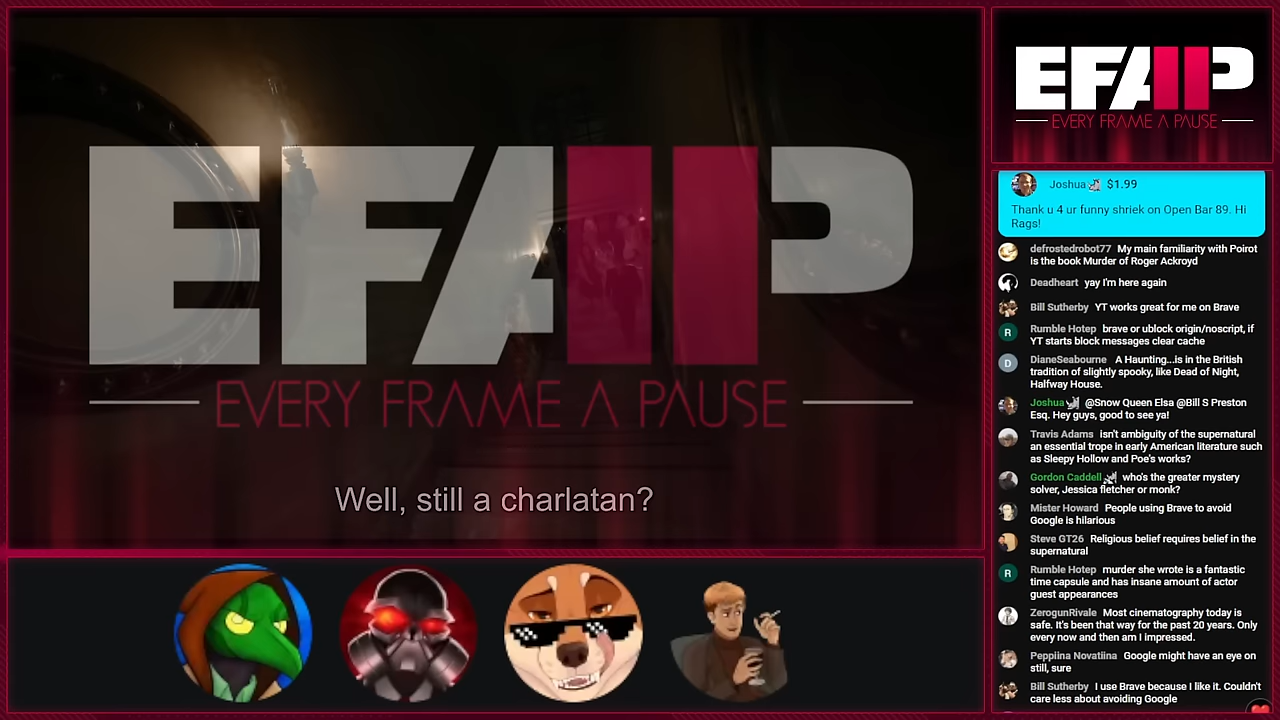 EFAP
EVERY FRAME A PAUSE
Well, still a charlatan?
EFAP
EVERY FRAME A PAUSE
Joshua $1.99
Thank u 4 ur funny shriek on Open Bar 89. Hi
Rags!
defrostedrobot77 My main familiarity with Poirot
is the book Murder of Roger Ackroyd
Deadheart yay I'm here again
Bill Sutherby YT works great for me on Brave
R
Rumble Hotep brave or ublock origin/noscript, if
YT starts block messages clear cache
D
DianeSeabourne A Haunting...is in the British
tradition of slightly spooky, like Dead of Night,
Halfway House.
Joshua @Snow Queen Elsa @Bill S Preston
Esq. Hey guys, good to see ya!
Travis Adams isn't ambiguity of the supernatural
an essential trope in early American literature such
as Sleepy Hollow and Poe's works?
Gordon Caddell who's the greater mystery
solver, Jessica fletcher or monk?
Mister Howard People using Brave to avoid
Google is hilarious
Steve GT26 Religious belief requires belief in the
supernatural
R
Rumble Hotep murder she wrote is a fantastic
time capsule and has insane amount of actor
guest appearances
ZerogunRivale Most cinematography today is
safe. It's been that way for the past 20 years. Only
every now and then am I impressed.
Peppiina Novatiina Google might have an eye on
still, sure
Bill Sutherby I use Brave because I like it. Couldn't
care less about avoiding Google